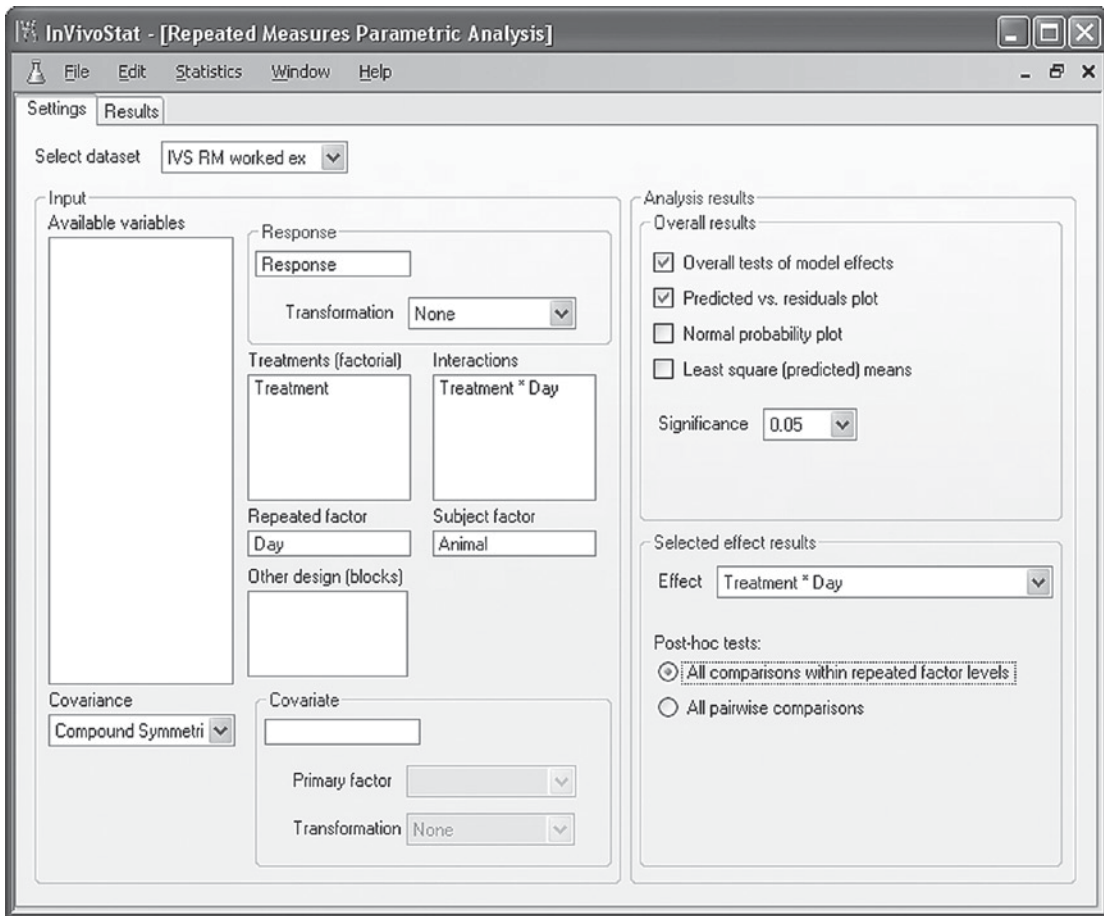 InVivoStat - [Repeated Measures Parametric Analysis]
File Edit Statistics Window Help
Settings Results
Select dataset IVS RM worked ex
Input
Available variables
Response
Response
Transformation None
Treatments (factorial) Interactions
Treatment Treatment * Day
Repeated factor Subject factor
Day Animal
Other design (blocks)
Covariance
Compound Symmetri
Covariate
Primary factor
Transformation None
Analysis results
Overall results
Overall tests of model effects
Predicted vs. residuals plot
Normal probability plot
Least square (predicted) means
Significance 0.05
Selected effect results
Effect Treatment * Day
Post-hoc tests:
All comparisons within repeated factor levels
All pairwise comparisons